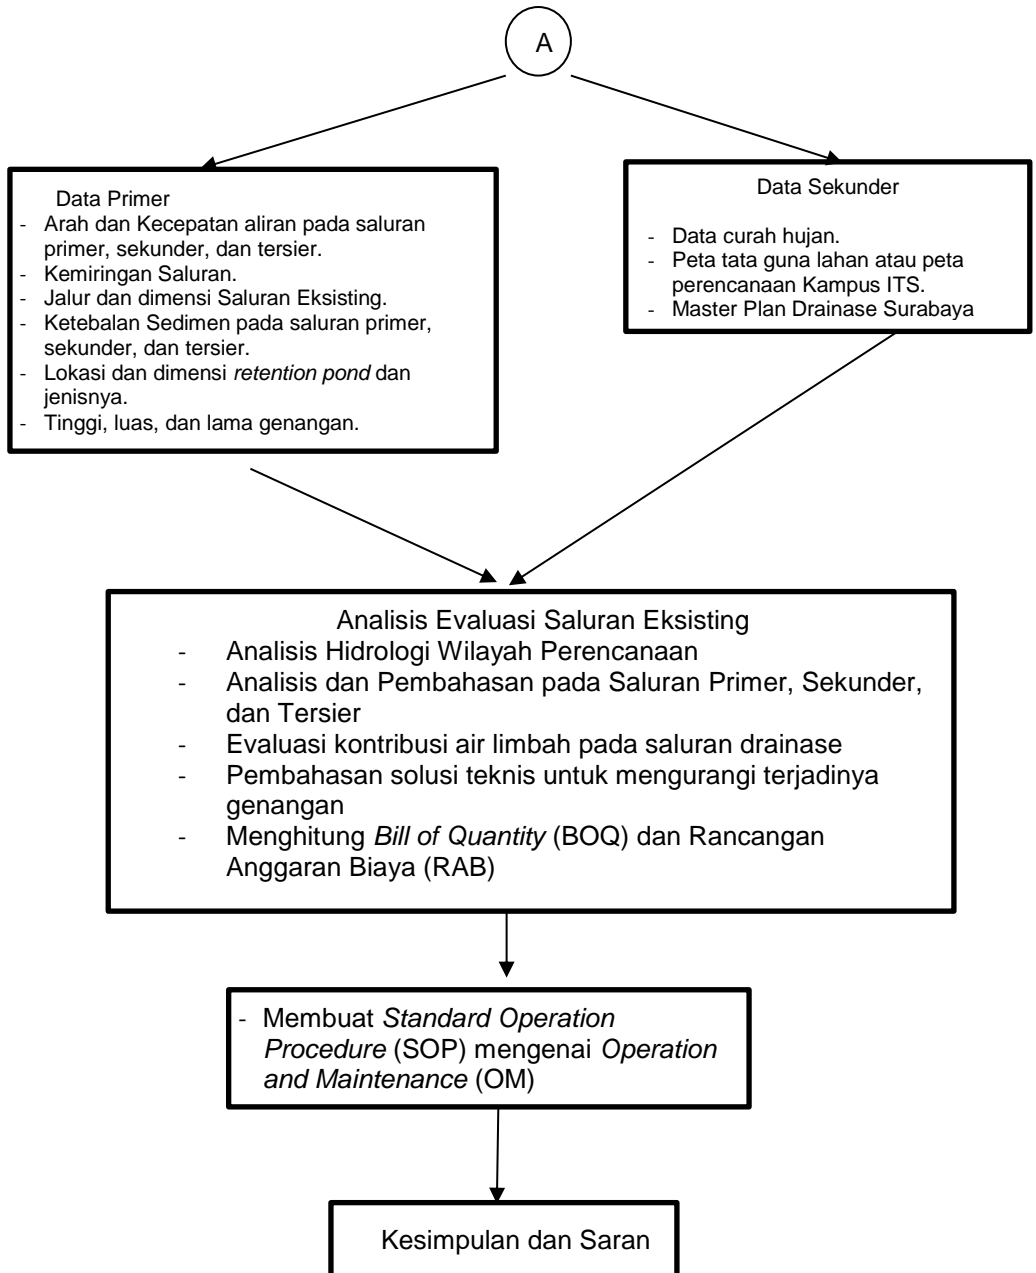 A
Data Primer
- Arah dan Kecepatan aliran pada saluran
primer, sekunder, dan tersier.
- Kemiringan Saluran.
- Jalur dan dimensi Saluran Eksisting.
- Ketebalan Sedimen pada saluran primer,
sekunder, dan tersier.
- Lokasi dan dimensi retention pond dan
jenisnya.
- Tinggi, luas, dan lama genangan.
Data Sekunder
- Data curah hujan.
- Peta tata guna lahan atau peta
perencanaan Kampus ITS.
- Master Plan Drainase Surabaya
Analisis Evaluasi Saluran Eksisting
- Analisis Hidrologi Wilayah Perencanaan
- Analisis dan Pembahasan pada Saluran Primer, Sekunder,
dan Tersier
- Evaluasi kontribusi air limbah pada saluran drainase
- Pembahasan solusi teknis untuk mengurangi terjadinya
genangan
- Menghitung Bill of Quantity (BOQ) dan Rancangan
Anggaran Biaya (RAB)
- Membuat Standard Operation
Procedure (SOP) mengenai Operation
and Maintenance (OM)
Kesimpulan dan Saran